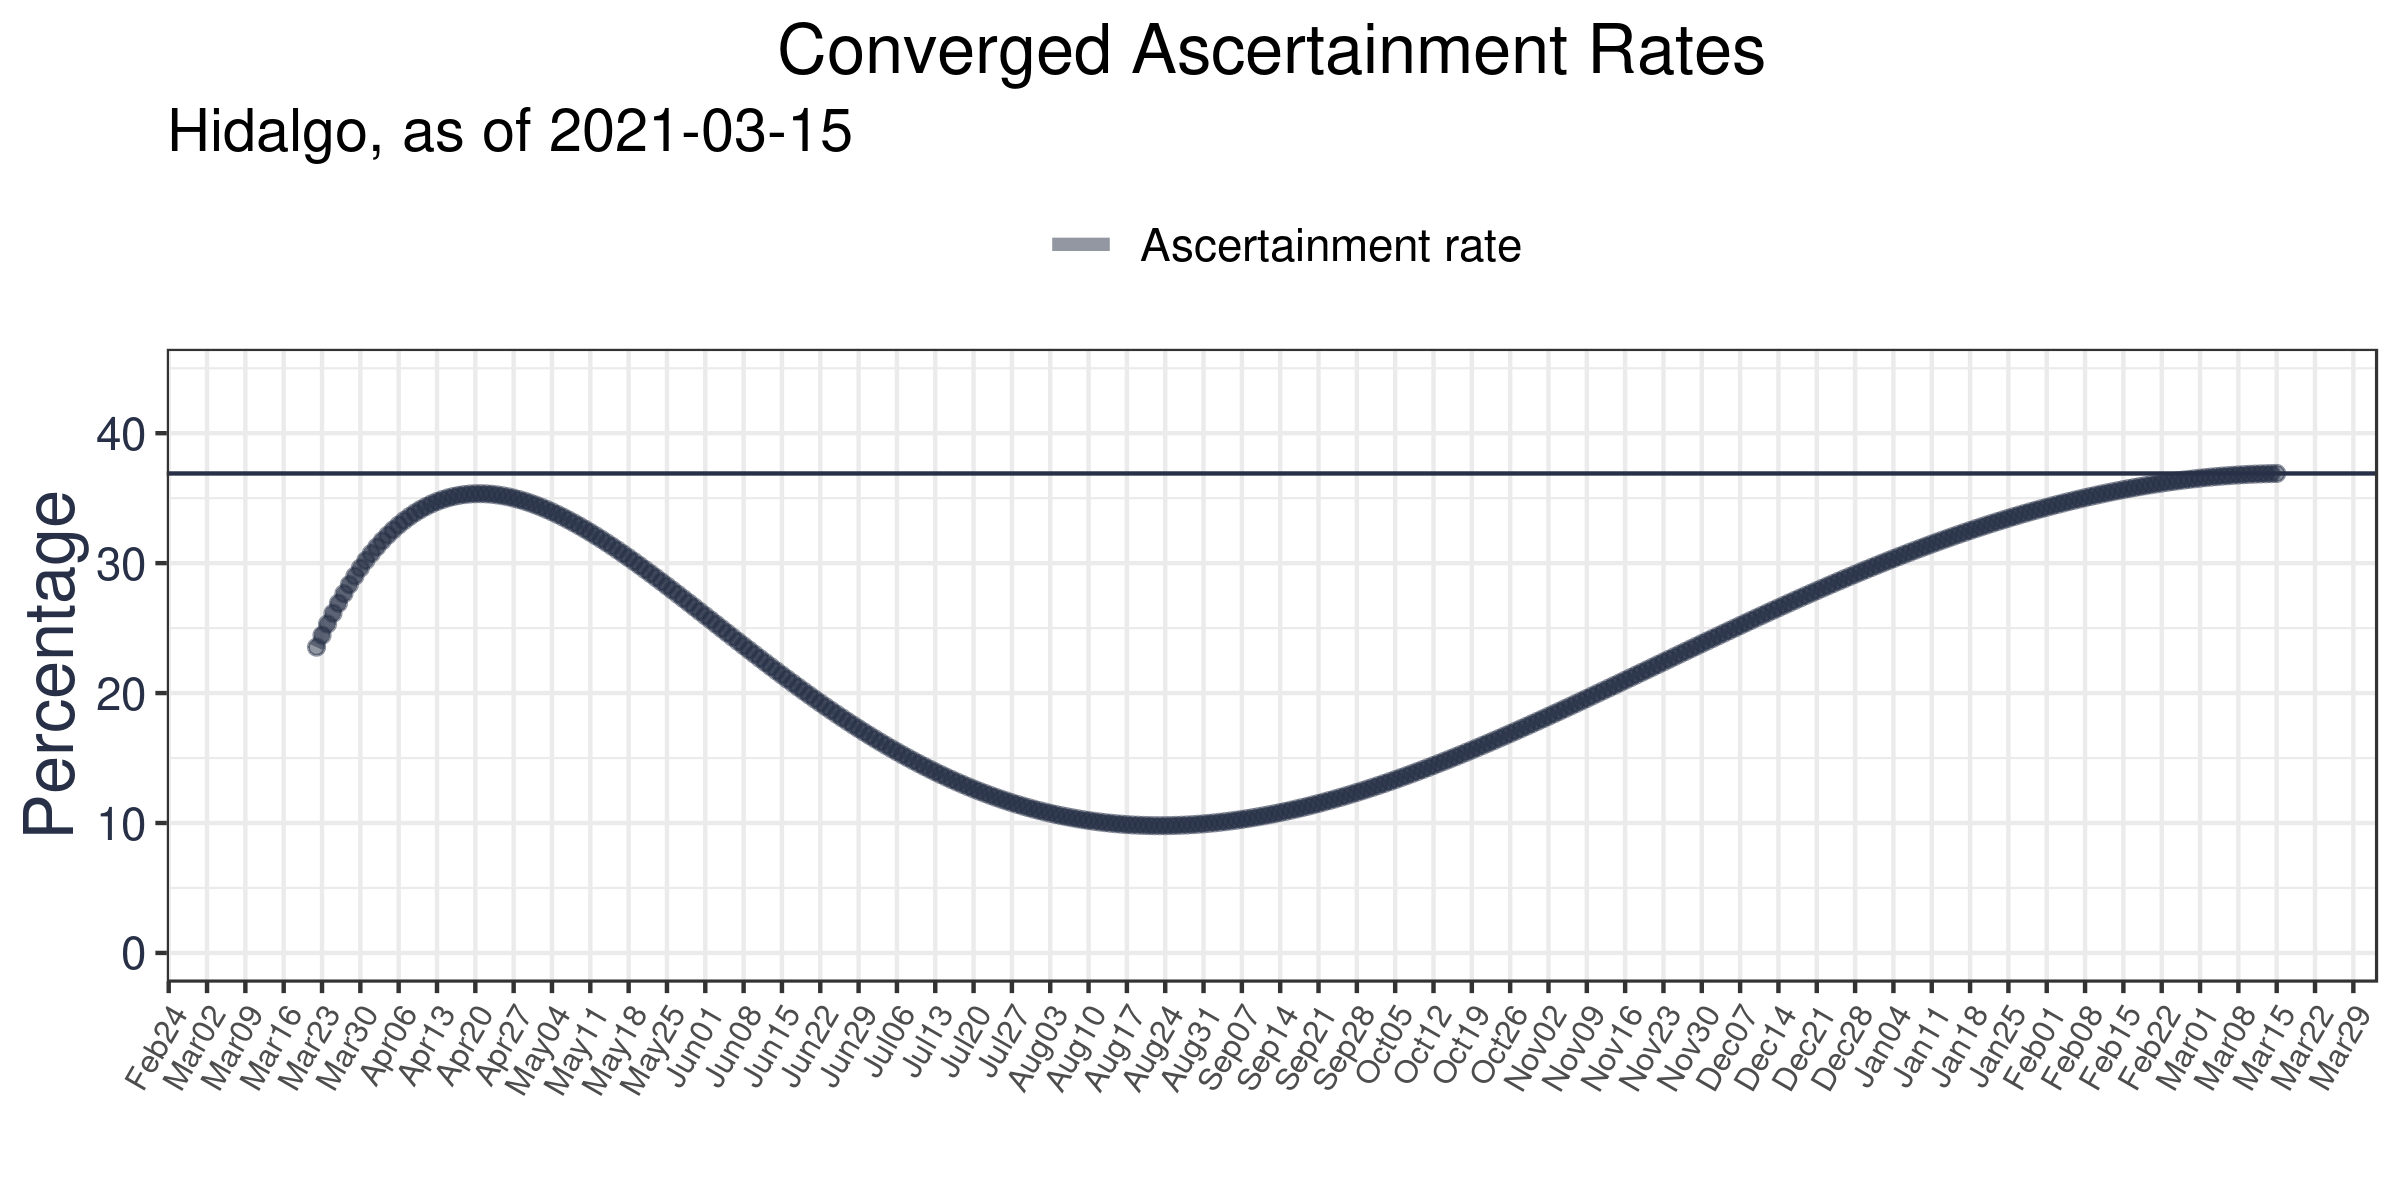 Converged Ascertainment Rates
Hidalgo, as of 2021-03-15
Ascertainment rate
Percentage
40
30
20
10
0
Feb24 Mar02 Mar09 Mar16 Mar23 Mar30 Apr06 Apr13 Apr20 Apr27 May04 May11 May18 May25 Jun01 Jun08 Jun15 Jun22 Jun29 Jul06 Jul13 Jul20 Jul27 Aug03 Aug10 Aug17 Aug24 Aug31 Sep07 Sep14 Sep21 Sep28 Oct05 Oct12 Oct19 Oct26 Nov02 Nov09 Nov16 Nov23 Nov30 Dec07 Dec14 Dec21 Dec28 Jan04 Jan11 Jan18 Jan25 Feb01 Feb08 Feb15 Feb22 Mar01 Mar08 Mar15 Mar22 Mar29